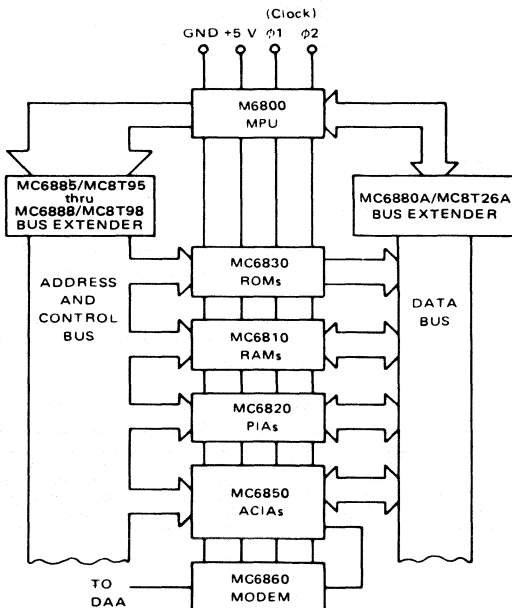 (Clock)
GND +5 V φ1 φ2
M6800
MPU
MC6885/MC8T95
thru
MC6888/MC8T98
BUS EXTENDER
MC6880A/MC8T26A
BUS EXTENDER
ADDRESS
AND
CONTROL
BUS
MC6830
ROMs
DATA
BUS
MC6810
RAMs
MC6820
PIAs
MC6850
ACIAs
TO
DAA
MC6860
MODEM